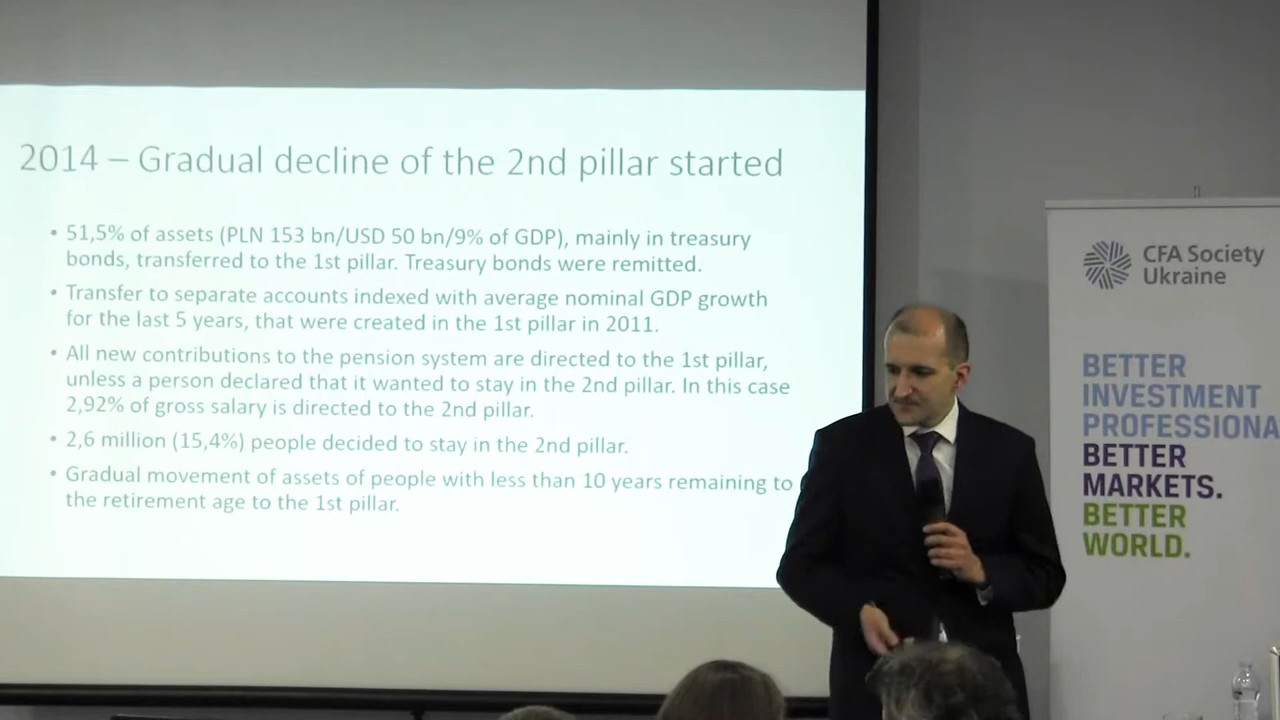 2014 – Gradual decline of the 2nd pillar started
• 51,5% of assets (PLN 153 bn/USD 50 bn/9% of GDP), mainly in treasury
bonds, transferred to the 1st pillar. Treasury bonds were remitted.
• Transfer to separate accounts indexed with average nominal GDP growth
for the last 5 years, that were created in the 1st pillar in 2011.
• All new contributions to the pension system are directed to the 1st pillar,
unless a person declared that it wanted to stay in the 2nd pillar. In this case
2,92% of gross salary is directed to the 2nd pillar.
• 2,6 million (15,4%) people decided to stay in the 2nd pillar.
• Gradual movement of assets of people with less than 10 years remaining to
the retirement age to the 1st pillar.
CFA Society
Ukraine
BETTER
INVESTMENT
PROFESSIONA
BETTER
MARKETS.
BETTER
WORLD.